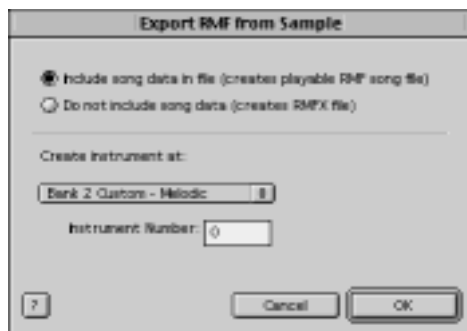 Export RMF from Sample
Include song data in file (creates playable RMF song file)
Do not include song data (creates RMFX file)
Create instrument at:
Bank 2 Custom - Melodic
Instrument Number: 0
?
Cancel
OK